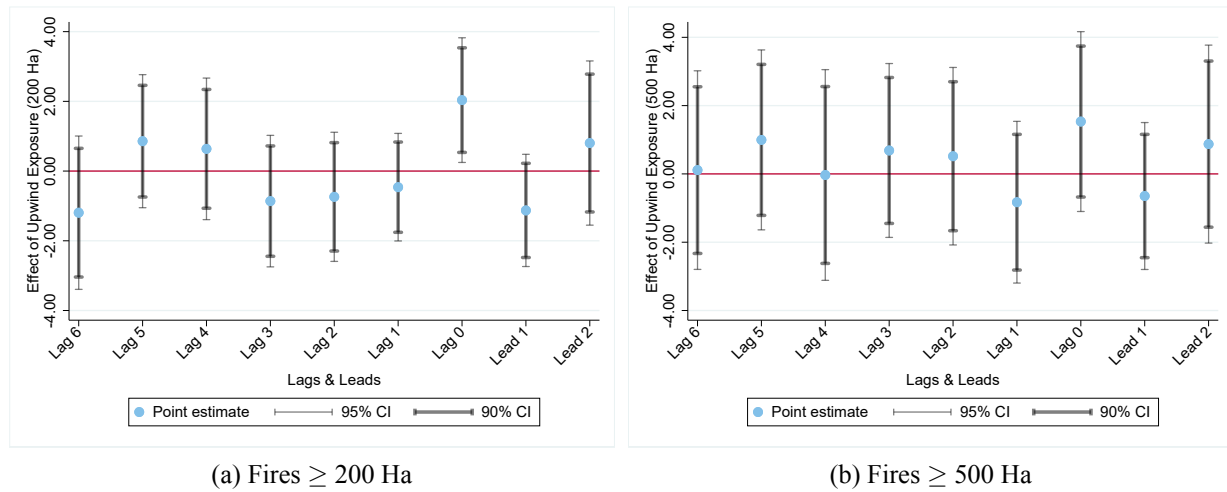 Effect of Upwind Exposure (200 Ha)
4.00
2.00
0.00
-2.00
-4.00
Lag 6
Lag 5
Lag 4
Lag 3
Lag 2
Lag 1
Lag 0
Lead 1
Lead 2
Lags & Leads
Point estimate 95% CI 90% CI
(a) Fires ≥ 200 Ha
Effect of Upwind Exposure (500 Ha)
4.00
2.00
0.00
-2.00
-4.00
Lag 6
Lag 5
Lag 4
Lag 3
Lag 2
Lag 1
Lag 0
Lead 1
Lead 2
Lags & Leads
Point estimate 95% CI 90% CI
(b) Fires ≥ 500 Ha